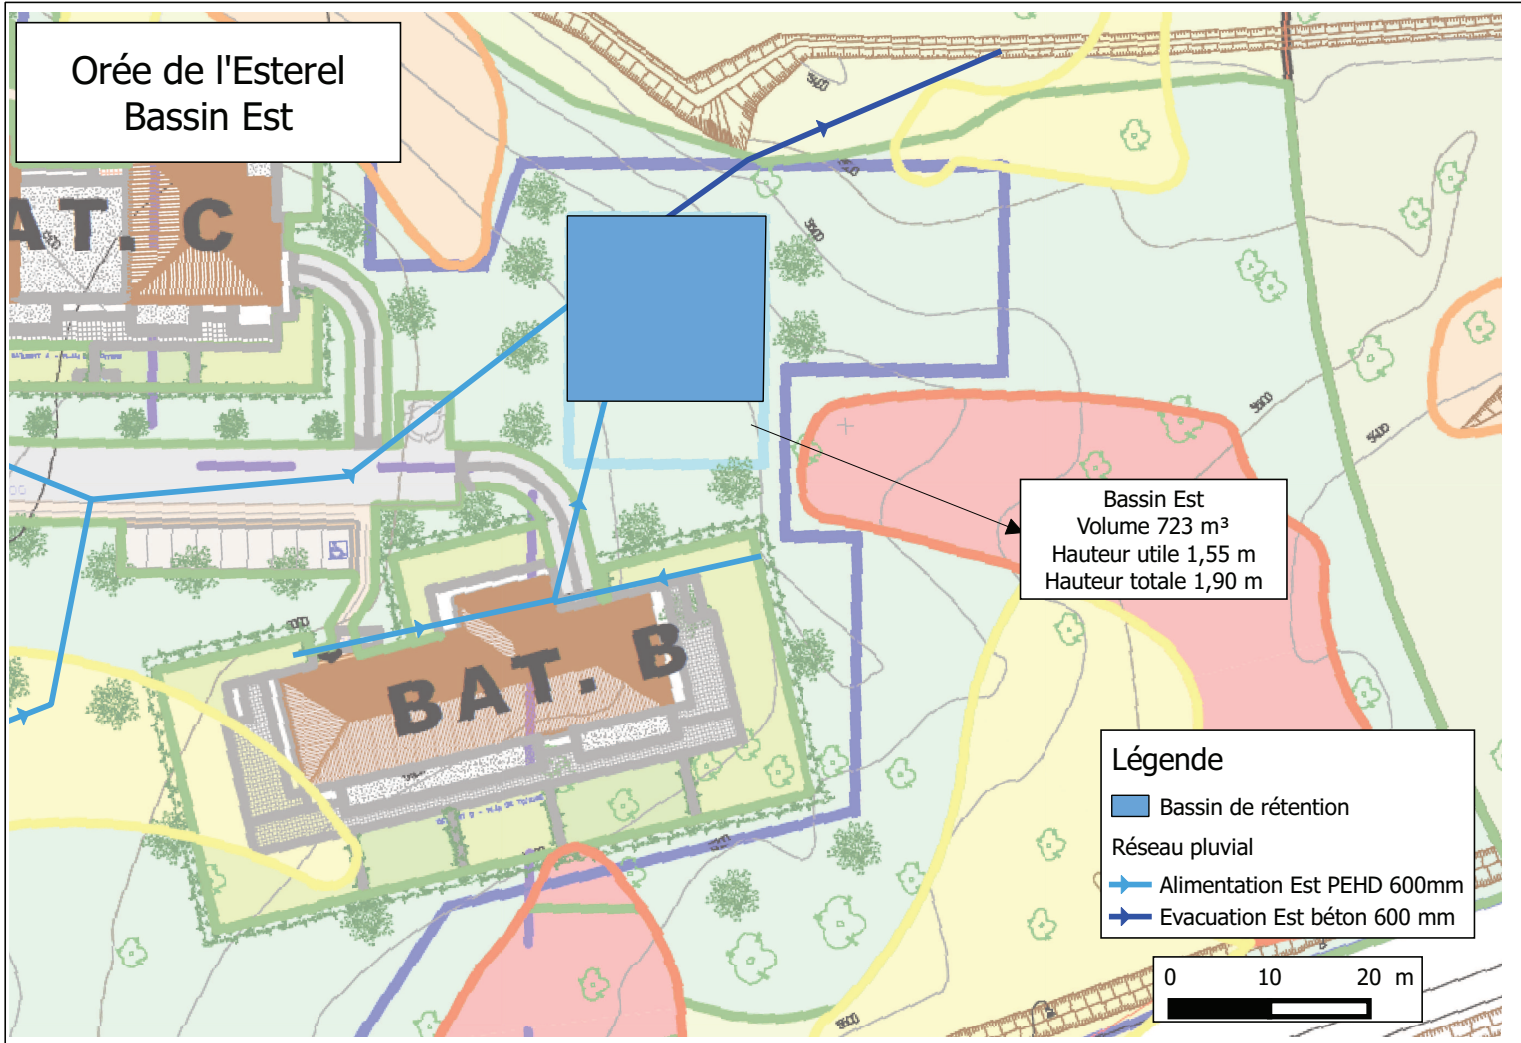 Orée de l'Esterel
Bassin Est
AT. C
BAT. B
Bassin Est
Volume 723 m³
Hauteur utile 1,55 m
Hauteur totale 1,90 m
Légende
Bassin de rétention
Réseau pluvial
Alimentation Est PEHD 600mm
Evacuation Est béton 600 mm
0 10 20 m